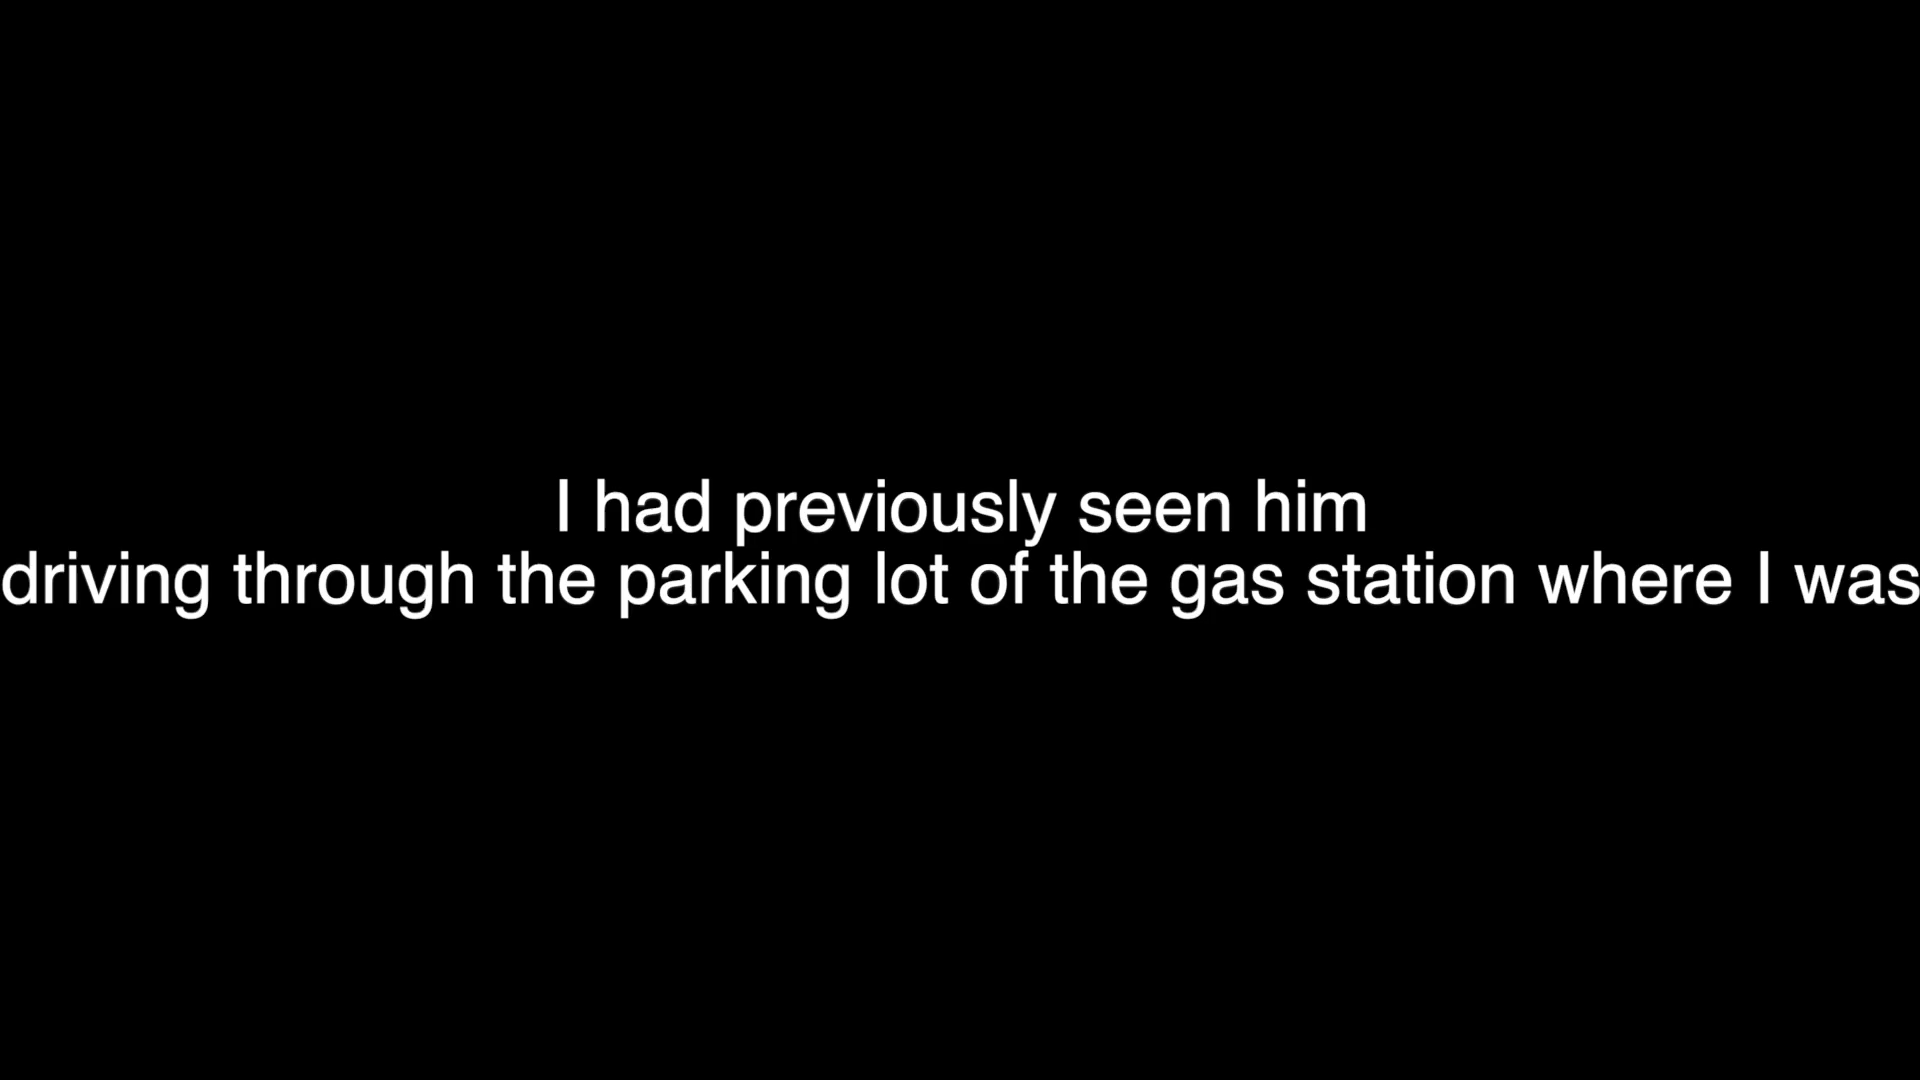 I had previously seen him
driving through the parking lot of the gas station where I was